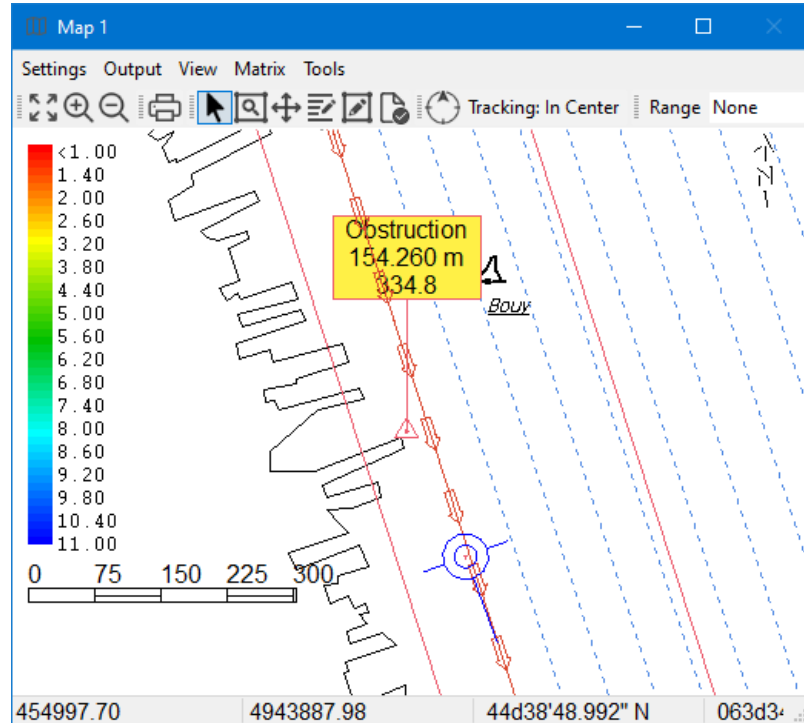 Map 1
Settings Output View Matrix Tools
Tracking: In Center Range None
<1.00
1.40
2.00
2.60
3.20
3.80
4.40
5.00
5.60
6.20
6.80
7.40
8.00
8.60
9.20
9.80
10.40
11.00
Obstruction
154.260 m
334.8
Bouy
0 75 150 225 300
454997.70 4943887.98 44d38'48.992" N 063d34